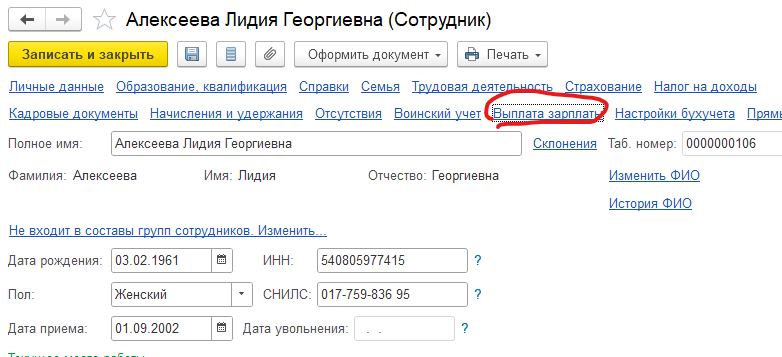 Алексеева Лидия Георгиевна (Сотрудник)
Записать и закрыть Оформить документ Печать
Личные данные Образование, квалификация Справки Семья Трудовая деятельность Страхование Налог на доходы
Кадровые документы Начисления и удержания Отсутствия Воинский учет Выплата зарплаты Настройки бухучета Прямы
Полное имя: Алексеева Лидия Георгиевна Склонения Таб. номер: 0000000106
Фамилия: Алексеева Имя: Лидия Отчество: Георгиевна Изменить ФИО
История ФИО
Не входит в составы групп сотрудников. Изменить...
Дата рождения: 03.02.1961 ИНН: 540805977415 ?
Пол: Женский СНИЛС: 017-759-836 95 ?
Дата приема: 01.09.2002 Дата увольнения: . . ?